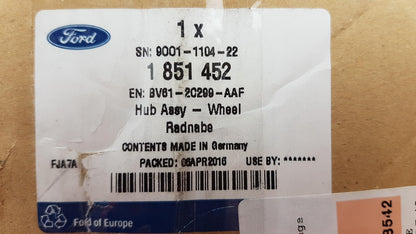 Ford
1 x
SN: 9001-1104-22
1 851 452
EN: BV61-20299-AAF
Hub Assy - Wheel
Radnabe
CONTENTS MADE IN Germany
FJA7A
PACKED: 06APR2016 USE BY: *******
Ford of Europe
3542